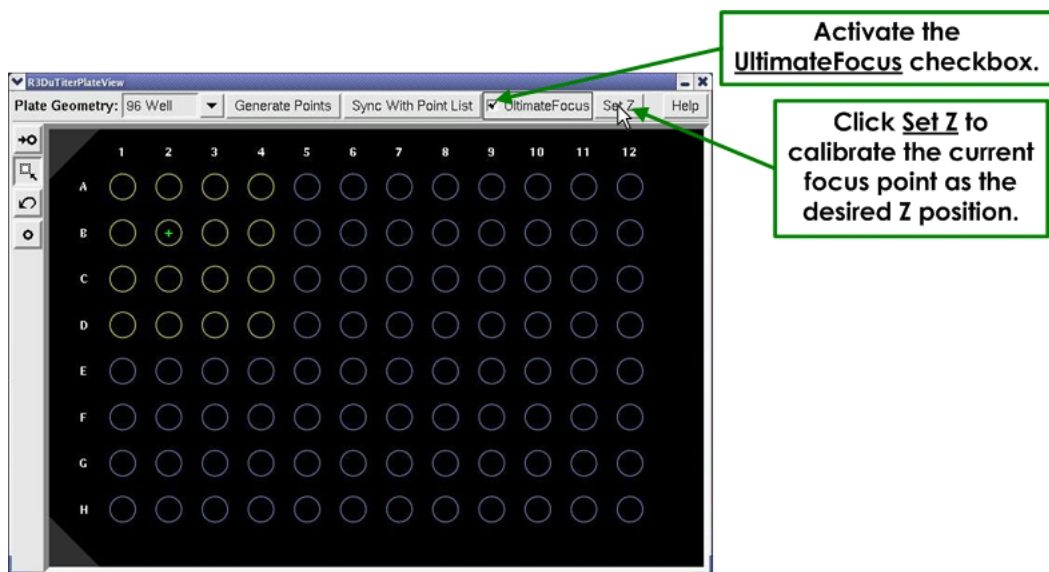 Activate the
UltimateFocus checkbox.
R3DuTiterPlateView
Plate Geometry: 96 Well Generate Points Sync With Point List UltimateFocus Set Z Help
Click Set Z to
calibrate the current
focus point as the
desired Z position.
1 2 3 4 5 6 7 8 9 10 11 12
A
B
C
D
E
F
G
H